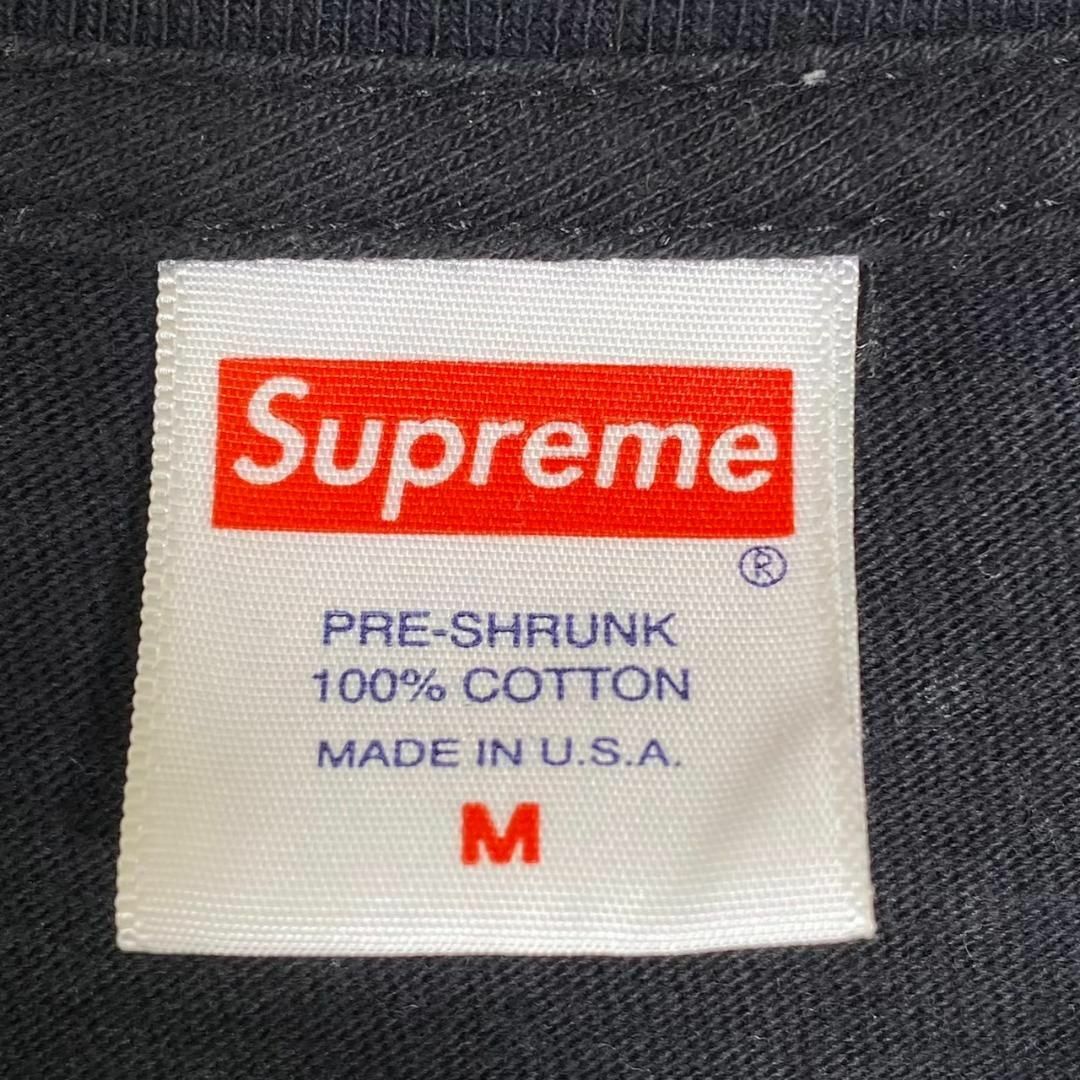 Supreme
®
PRE-SHRUNK
100% COTTON
MADE IN U.S.A.
M